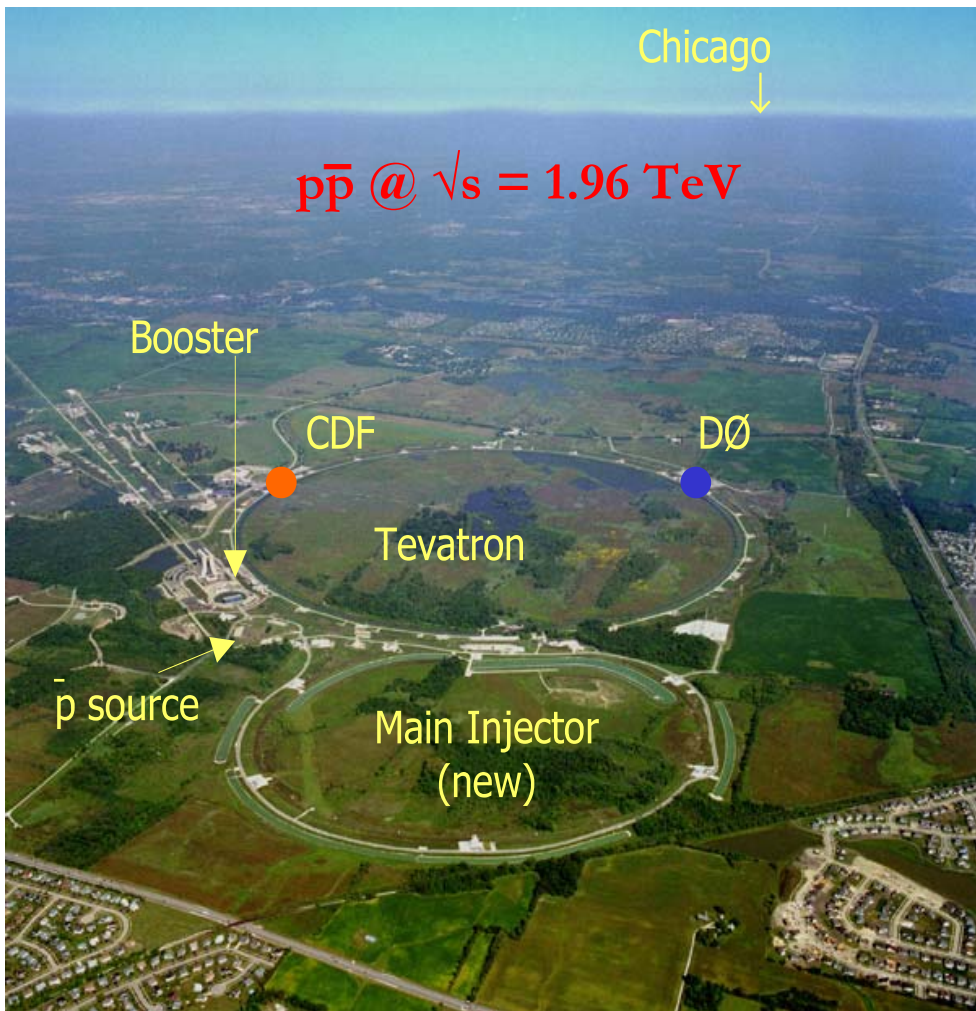 Chicago
pp̅ @ √s = 1.96 TeV
Booster
CDF
DØ
Tevatron
p̅ source
Main Injector
(new)